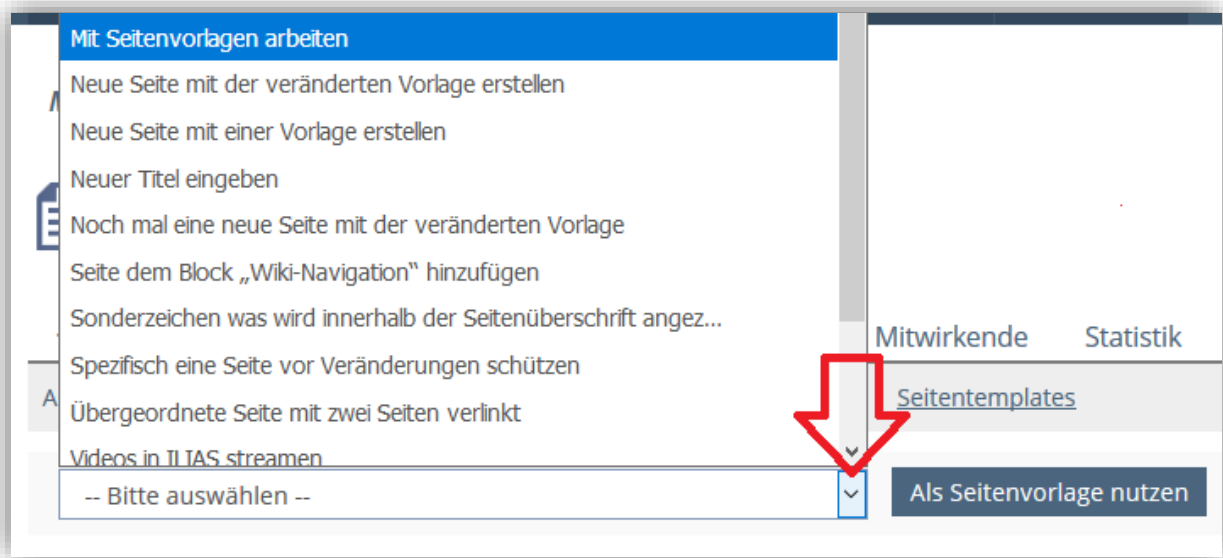 Mit Seitenvorlagen arbeiten
Neue Seite mit der veränderten Vorlage erstellen
Neue Seite mit einer Vorlage erstellen
Neuer Titel eingeben
Noch mal eine neue Seite mit der veränderten Vorlage
Seite dem Block „Wiki-Navigation“ hinzufügen
Sonderzeichen was wird innerhalb der Seitenüberschrift angez...
Mitwirkende Statistik
Spezifisch eine Seite vor Veränderungen schützen
Übergeordnete Seite mit zwei Seiten verlinkt
Seitentemplates
Videos in ILIAS streamen
-- Bitte auswählen --
Als Seitenvorlage nutzen